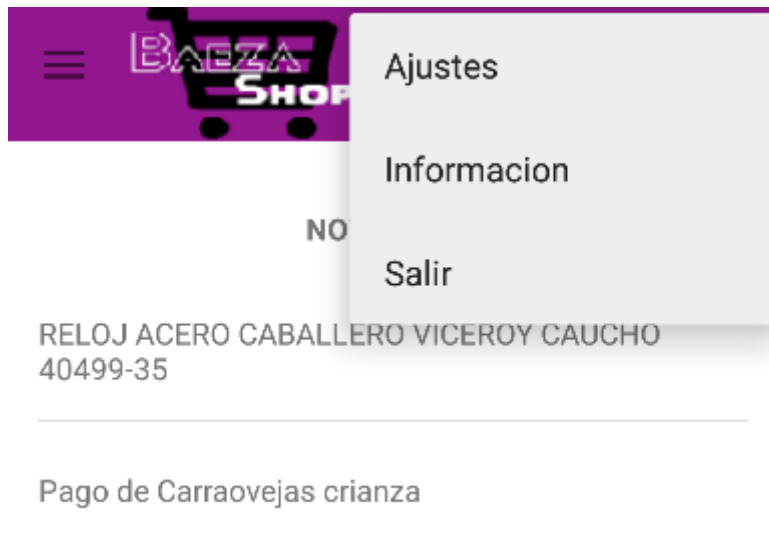 BAEZA
SHOP
Ajustes
Informacion
Salir
NO
RELOJ ACERO CABALLERO VICEROY CAUCHO
40499-35
Pago de Carraovejas crianza